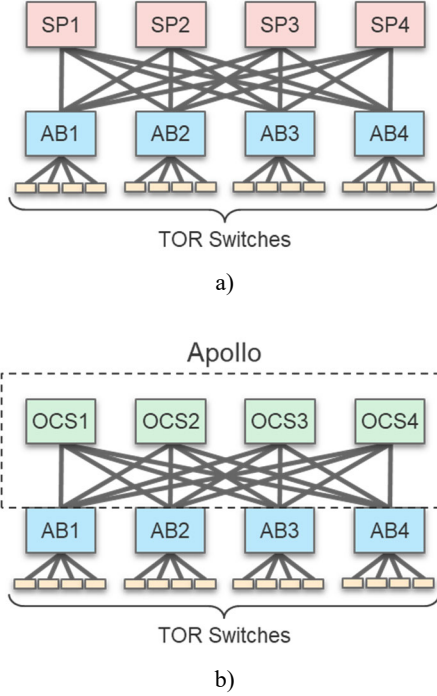 SP1 SP2 SP3 SP4
AB1 AB2 AB3 AB4
TOR Switches
a)
Apollo
OCS1 OCS2 OCS3 OCS4
AB1 AB2 AB3 AB4
TOR Switches
b)